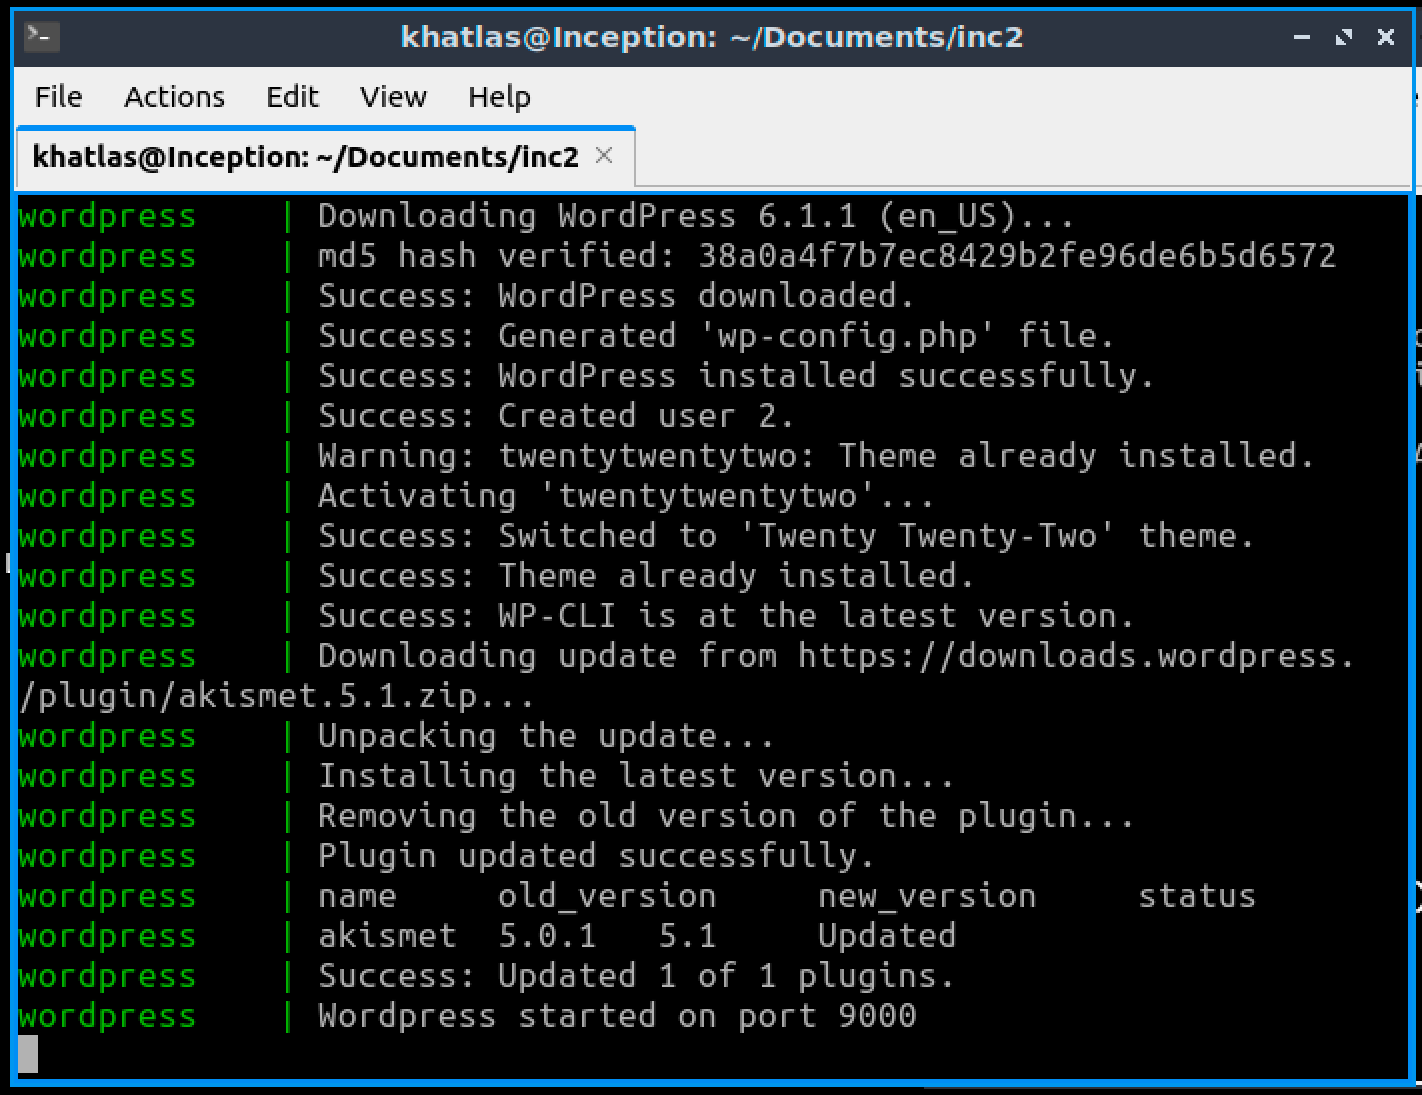 khatlas@Inception: ~/Documents/inc2
File Actions Edit View Help
khatlas@Inception: ~/Documents/inc2
wordpress | Downloading WordPress 6.1.1 (en_US)...
wordpress | md5 hash verified: 38a0a4f7b7ec8429b2fe96de6b5d6572
wordpress | Success: WordPress downloaded.
wordpress | Success: Generated 'wp-config.php' file.
wordpress | Success: WordPress installed successfully.
wordpress | Success: Created user 2.
wordpress | Warning: twentytwentytwo: Theme already installed.
wordpress | Activating 'twentytwentytwo'...
wordpress | Success: Switched to 'Twenty Twenty-Two' theme.
wordpress | Success: Theme already installed.
wordpress | Success: WP-CLI is at the latest version.
wordpress | Downloading update from https://downloads.wordpress.
/plugin/akismet.5.1.zip...
wordpress | Unpacking the update...
wordpress | Installing the latest version...
wordpress | Removing the old version of the plugin...
wordpress | Plugin updated successfully.
wordpress | name old_version new_version status
wordpress | akismet 5.0.1 5.1 Updated
wordpress | Success: Updated 1 of 1 plugins.
wordpress | Wordpress started on port 9000